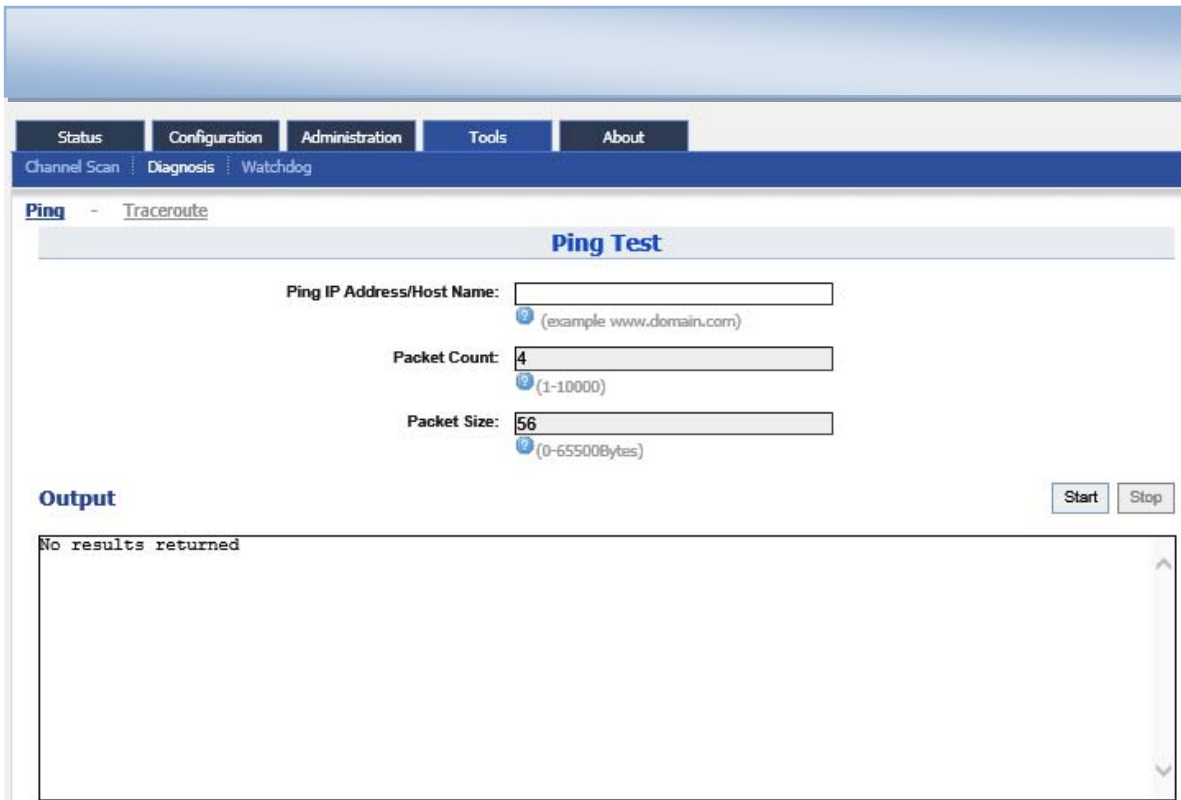 Status Configuration Administration Tools About
Channel Scan Diagnosis Watchdog
Ping - Traceroute
Ping Test
Ping IP Address/Host Name:
(example www.domain.com)
Packet Count: 4
(1-10000)
Packet Size: 56
(0-65500Bytes)
Output Start Stop
No results returned